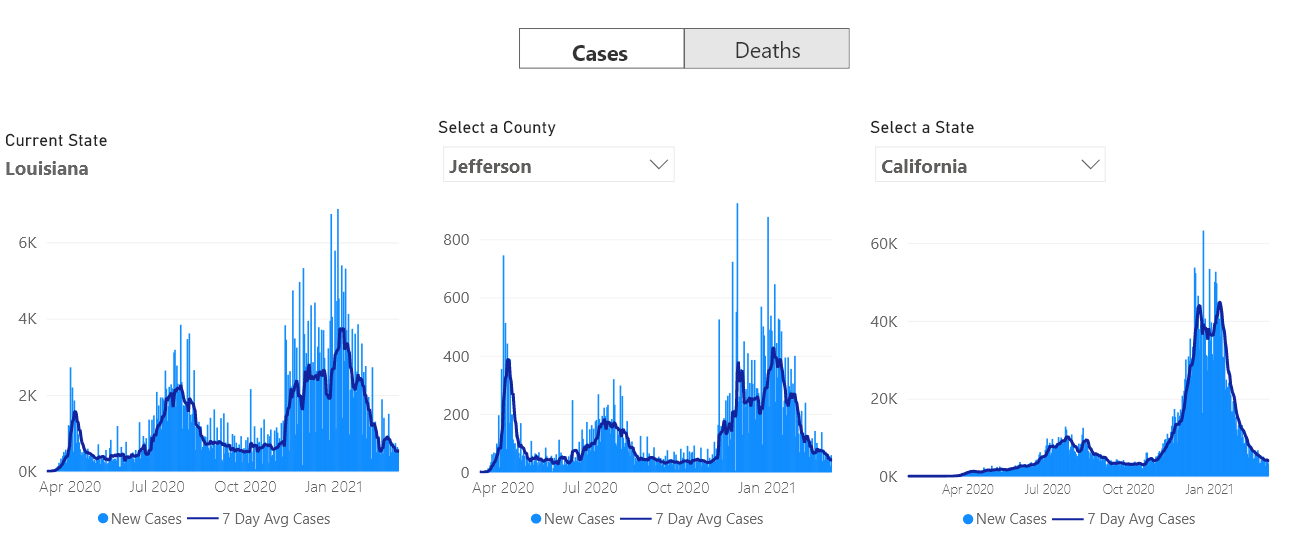 Cases
Deaths
Current State
Louisiana
6K
4K
2K
0K
Apr 2020
Jul 2020
Oct 2020
Jan 2021
New Cases
7 Day Avg Cases
Select a County
Jefferson
800
600
400
200
0
Apr 2020
Jul 2020
Oct 2020
Jan 2021
New Cases
7 Day Avg Cases
Select a State
California
60K
40K
20K
0K
Apr 2020
Jul 2020
Oct 2020
Jan 2021
New Cases
7 Day Avg Cases